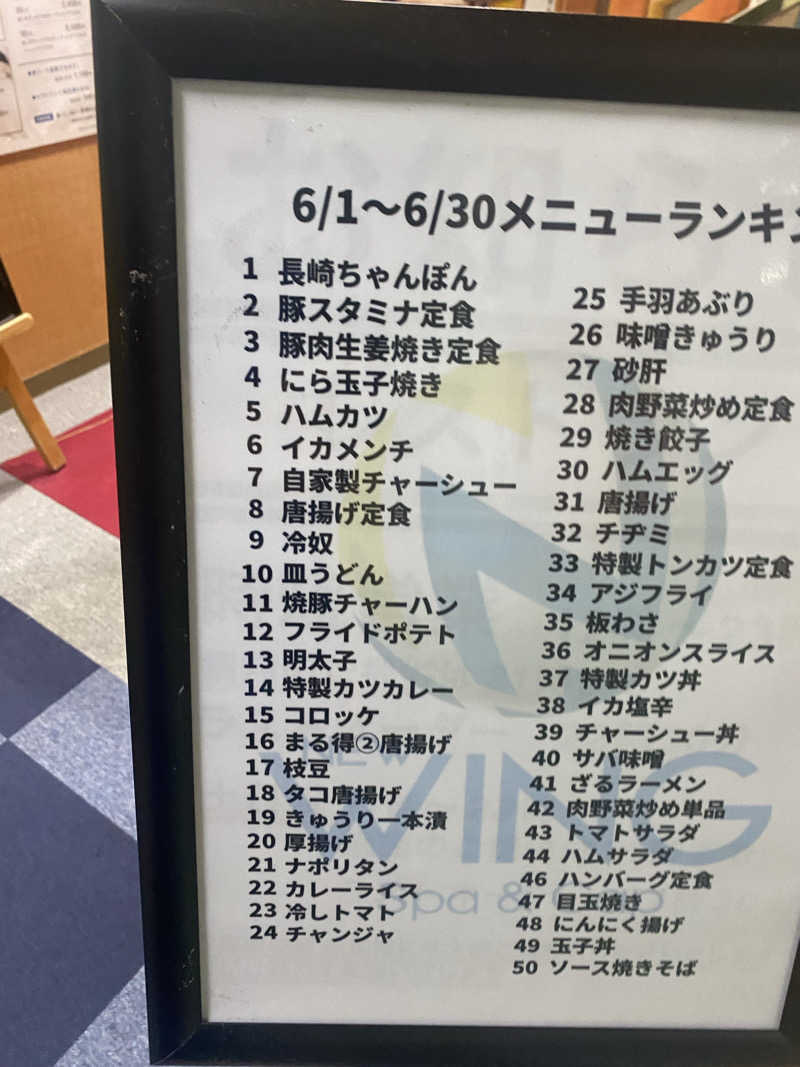 6/1～6/30メニューランキン
1 長崎ちゃんぽん
2 豚スタミナ定食
3 豚肉生姜焼き定食
4 にら玉子焼き
5 ハムカツ
6 イカメンチ
7 自家製チャーシュー
8 唐揚げ定食
9 冷奴
10 皿うどん
11 焼豚チャーハン
12 フライドポテト
13 明太子
14 特製カツカレー
15 コロッケ
16 まる得②唐揚げ
17 枝豆
18 タコ唐揚げ
19 きゅうり一本漬
20 厚揚げ
21 ナポリタン
22 カレーライス
23 冷しトマト
24 チャンジャ
25 手羽あぶり
26 味噌きゅうり
27 砂肝
28 肉野菜炒め定食
29 焼き餃子
30 ハムエッグ
31 唐揚げ
32 チヂミ
33 特製トンカツ定食
34 アジフライ
35 板わさ
36 オニオンスライス
37 特製カツ丼
38 イカ塩辛
39 チャーシュー丼
40 サバ味噌
41 ざるラーメン
42 肉野菜炒め単品
43 トマトサラダ
44 ハムサラダ
46 ハンバーグ定食
47 目玉焼き
48 にんにく揚げ
49 玉子丼
50 ソース焼きそば
NEW
WING
Spa &